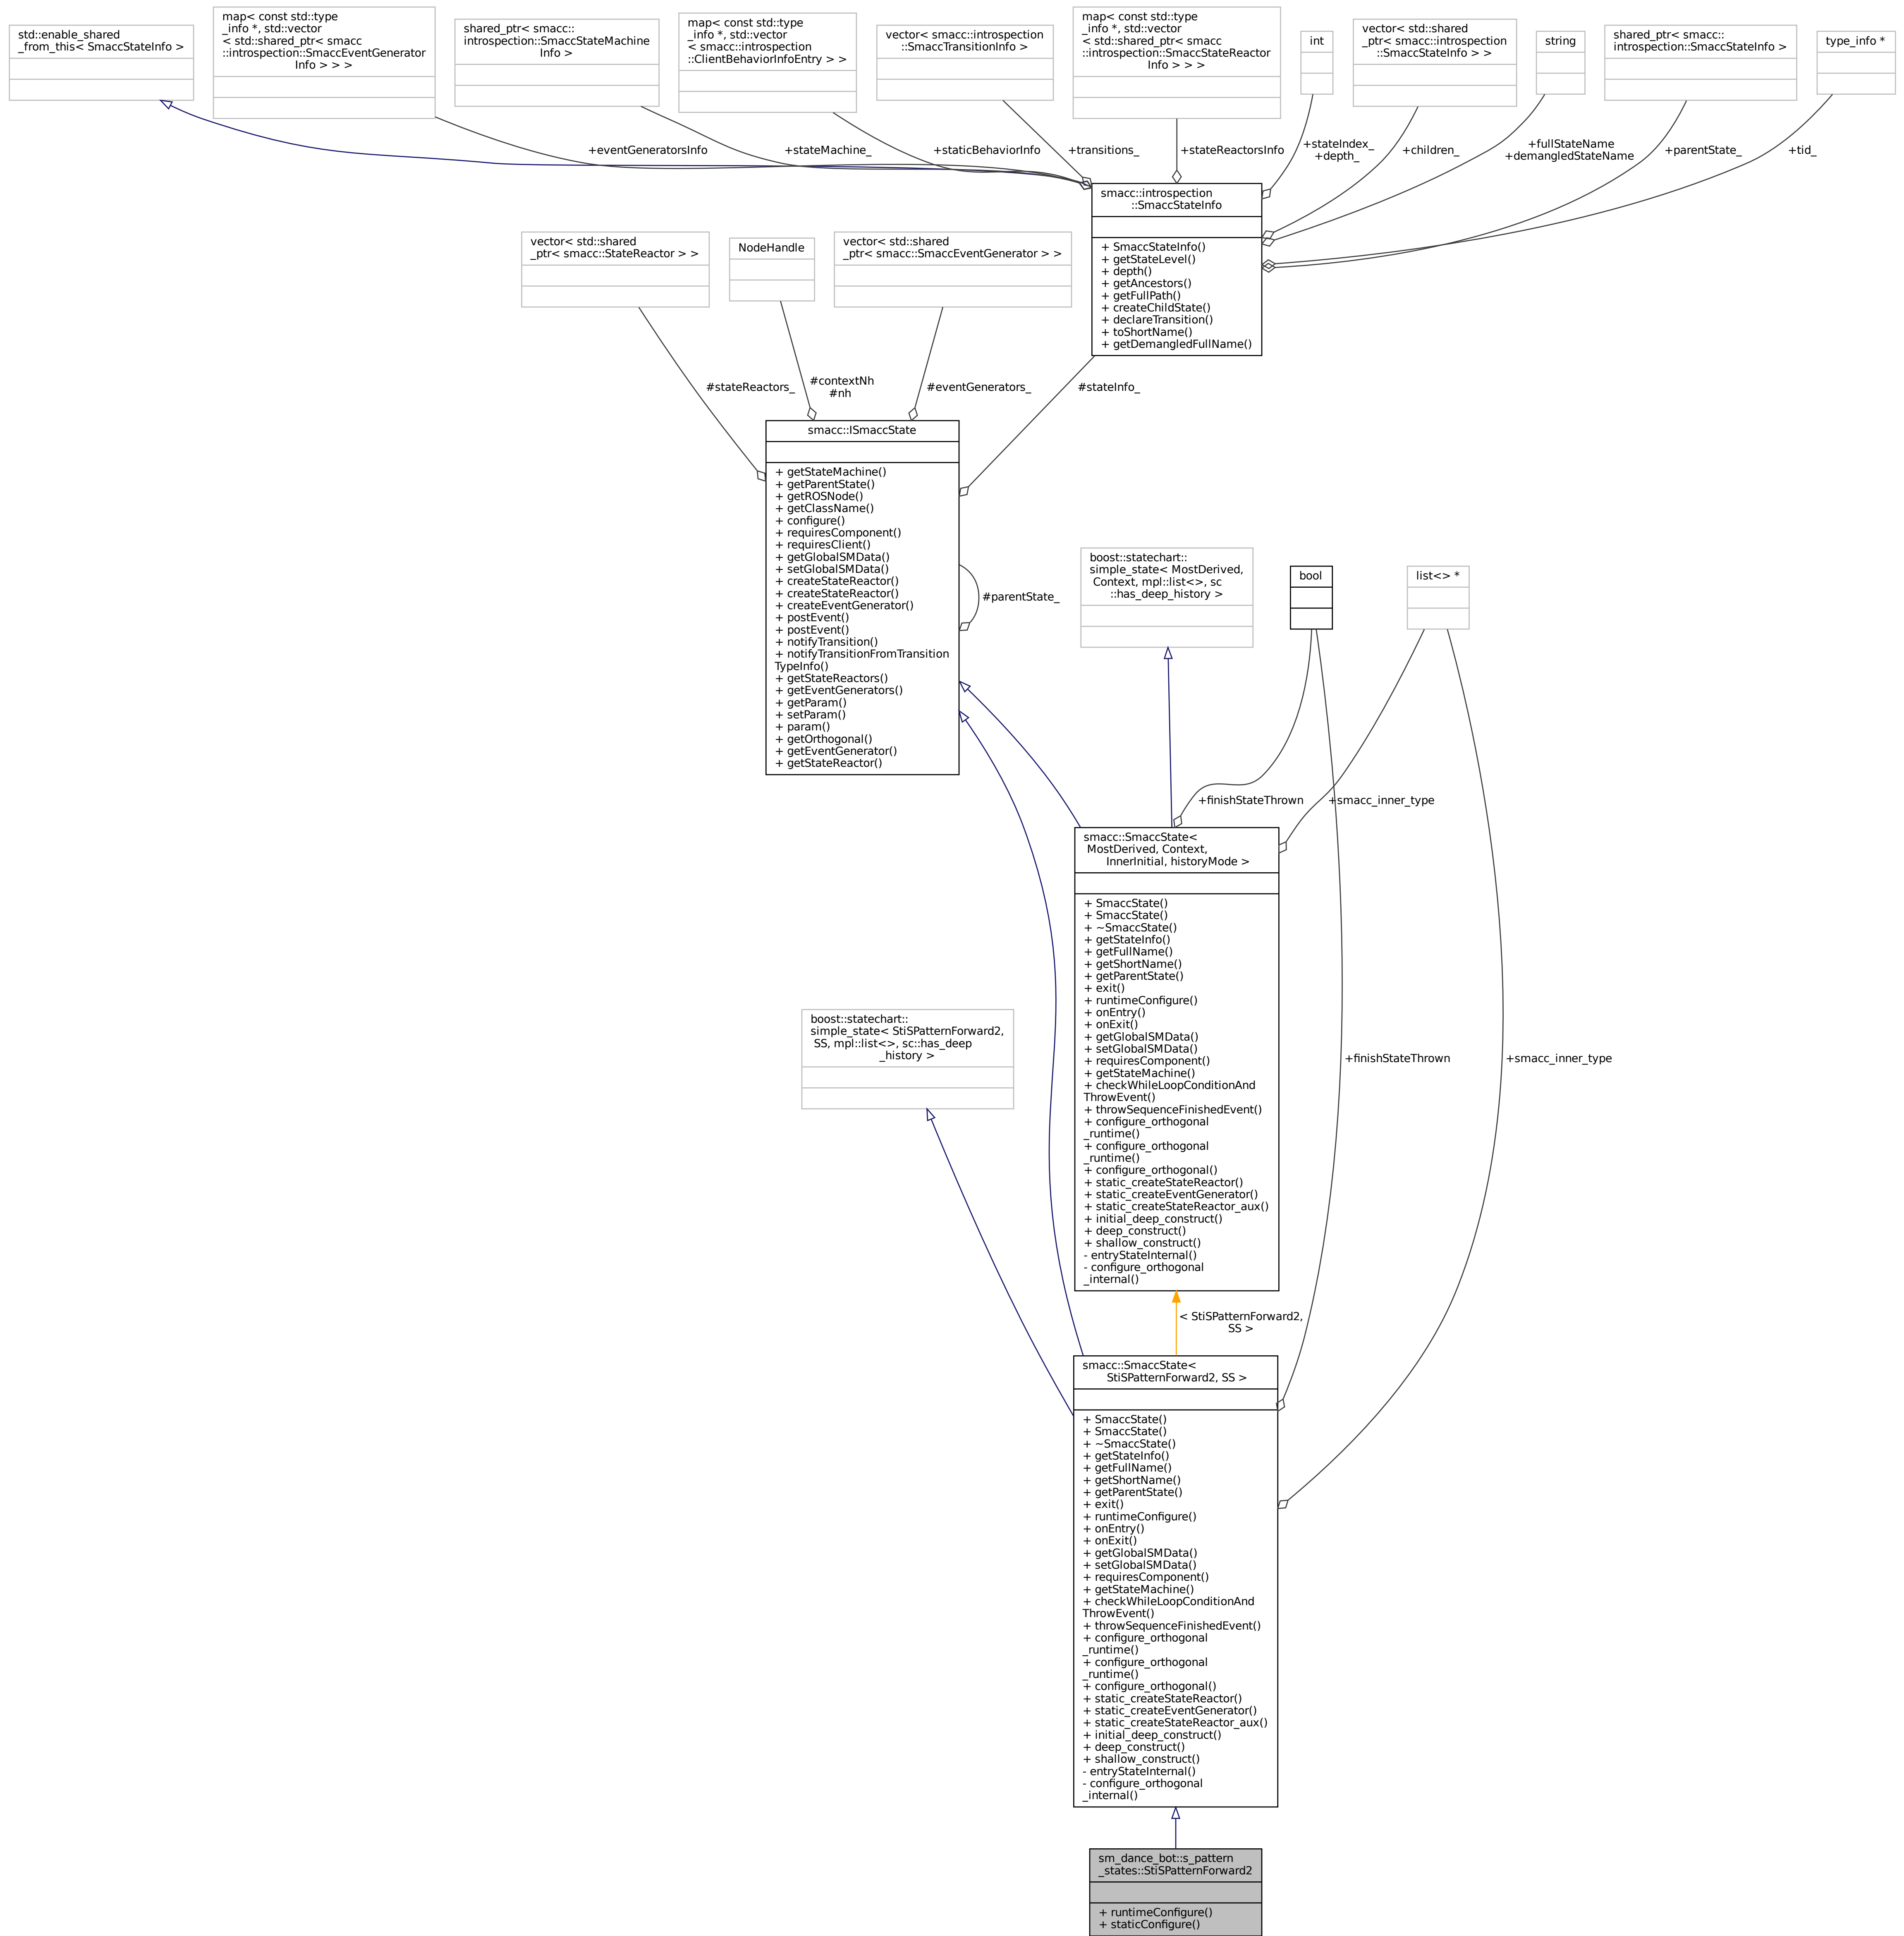 std::enable_shared
_from_this< SmaccStateInfo >
map< const std::type
_info *, std::vector
< std::shared_ptr< smacc
::introspection::SmaccEventGenerator
Info > > >
shared_ptr< smacc::
introspection::SmaccStateMachine
Info >
map< const std::type
_info *, std::vector
< smacc::introspection
::ClientBehaviorInfoEntry > >
vector< smacc::introspection
::SmaccTransitionInfo >
map< const std::type
_info *, std::vector
< std::shared_ptr< smacc
::introspection::SmaccStateReactor
Info > > >
int
vector< std::shared
_ptr< smacc::introspection
::SmaccStateInfo > >
string
shared_ptr< smacc::
introspection::SmaccStateInfo >
type_info *
+eventGeneratorsInfo
+stateMachine_
+staticBehaviorInfo
+transitions_
+stateReactorsInfo
+stateIndex_
+depth_
+children_
+fullStateName
+demangledStateName
+parentState_
+tid_
smacc::introspection
::SmaccStateInfo
+ SmaccStateInfo()
+ getStateLevel()
+ depth()
+ getAncestors()
+ getFullPath()
+ createChildState()
+ declareTransition()
+ toShortName()
+ getDemangledFullName()
vector< std::shared
_ptr< smacc::StateReactor > >
NodeHandle
vector< std::shared
_ptr< smacc::SmaccEventGenerator > >
#stateReactors_
#contextNh
#nh
#eventGenerators_
#stateInfo_
smacc::ISmaccState
+ getStateMachine()
+ getParentState()
+ getROSNode()
+ getClassName()
+ configure()
+ requiresComponent()
+ requiresClient()
+ getGlobalSMData()
+ setGlobalSMData()
+ createStateReactor()
+ createStateReactor()
+ createEventGenerator()
+ postEvent()
+ postEvent()
+ notifyTransition()
+ notifyTransitionFromTransition
TypeInfo()
+ getStateReactors()
+ getEventGenerators()
+ getParam()
+ setParam()
+ param()
+ getOrthogonal()
+ getEventGenerator()
+ getStateReactor()
#parentState_
boost::statechart::
simple_state< MostDerived,
Context, mpl::list<>, sc
::has_deep_history >
bool
list<> *
+finishStateThrown
+smacc_inner_type
smacc::SmaccState<
MostDerived, Context,
InnerInitial, historyMode >
+ SmaccState()
+ SmaccState()
+ ~SmaccState()
+ getStateInfo()
+ getFullName()
+ getShortName()
+ getParentState()
+ exit()
+ runtimeConfigure()
+ onEntry()
+ onExit()
+ getGlobalSMData()
+ setGlobalSMData()
+ requiresComponent()
+ getStateMachine()
+ checkWhileLoopConditionAnd
ThrowEvent()
+ throwSequenceFinishedEvent()
+ configure_orthogonal
_runtime()
+ configure_orthogonal
_runtime()
+ configure_orthogonal()
+ static_createStateReactor()
+ static_createEventGenerator()
+ static_createStateReactor_aux()
+ initial_deep_construct()
+ deep_construct()
+ shallow_construct()
- entryStateInternal()
- configure_orthogonal
_internal()
boost::statechart::
simple_state< StiSPatternForward2,
SS, mpl::list<>, sc::has_deep
_history >
+finishStateThrown
+smacc_inner_type
< StiSPatternForward2,
SS >
smacc::SmaccState<
StiSPatternForward2, SS >
+ SmaccState()
+ SmaccState()
+ ~SmaccState()
+ getStateInfo()
+ getFullName()
+ getShortName()
+ getParentState()
+ exit()
+ runtimeConfigure()
+ onEntry()
+ onExit()
+ getGlobalSMData()
+ setGlobalSMData()
+ requiresComponent()
+ getStateMachine()
+ checkWhileLoopConditionAnd
ThrowEvent()
+ throwSequenceFinishedEvent()
+ configure_orthogonal
_runtime()
+ configure_orthogonal
_runtime()
+ configure_orthogonal()
+ static_createStateReactor()
+ static_createEventGenerator()
+ static_createStateReactor_aux()
+ initial_deep_construct()
+ deep_construct()
+ shallow_construct()
- entryStateInternal()
- configure_orthogonal
_internal()
sm_dance_bot::s_pattern
_states::StiSPatternForward2
+ runtimeConfigure()
+ staticConfigure()